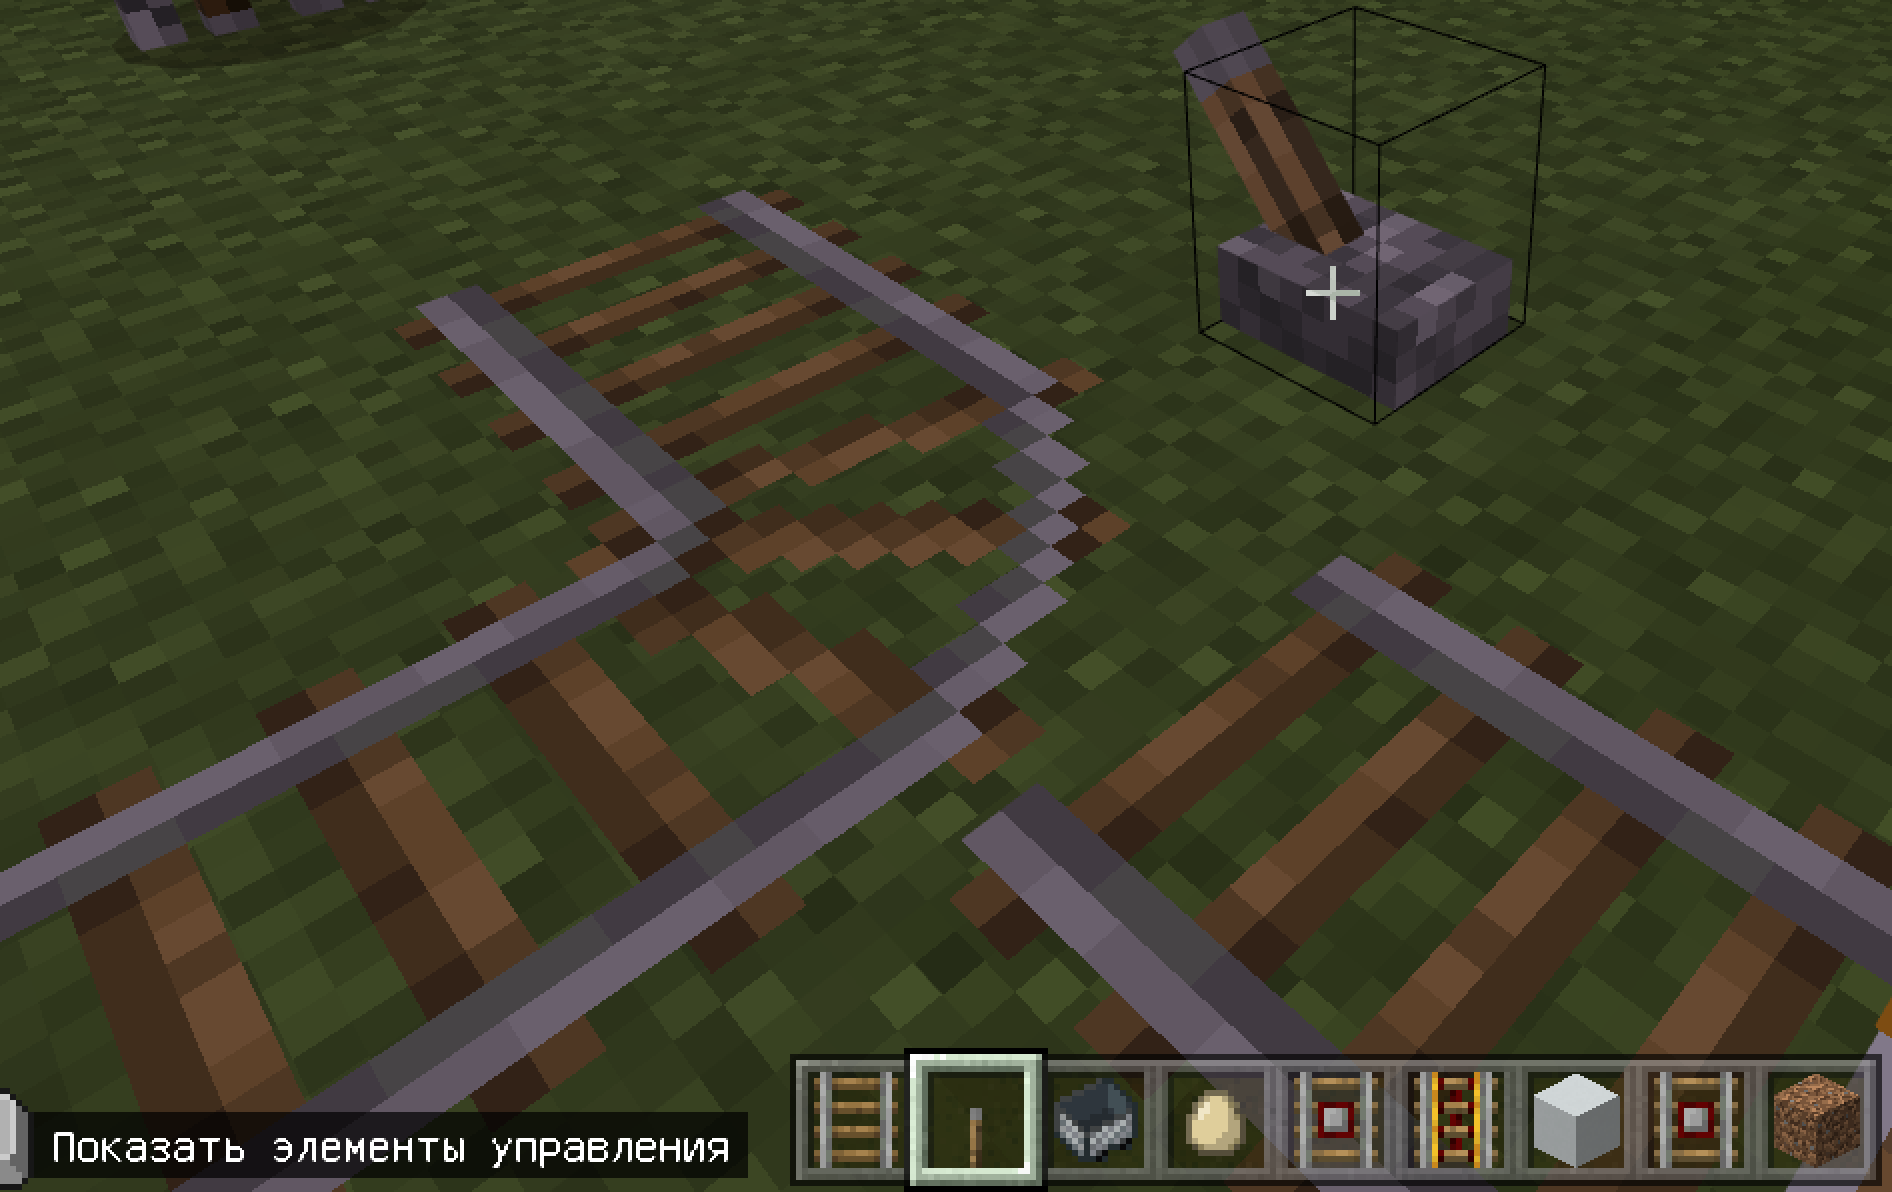 Показать элементы управления